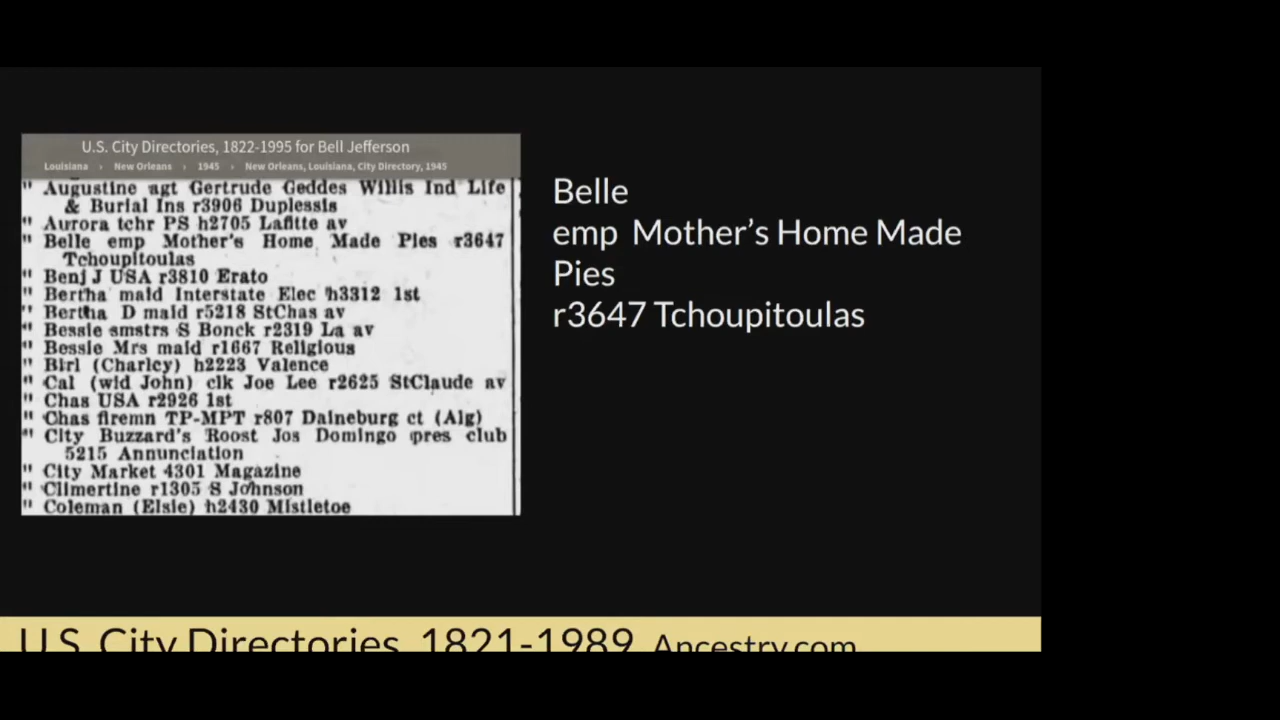 U.S. City Directories, 1822-1995 for Bell Jefferson
Louisiana › New Orleans › 1945 › New Orleans, Louisiana, City Directory, 1945
" Augustine agt Gertrude Geddes Willis Ind Life
& Burial Ins r3906 Duplessis
" Aurora tchr PS h2705 Lafitte av
" Belle emp Mother's Home Made Pies r3647
Tchoupitoulas
" Benj J USA r3810 Erato
" Bertha maid Interstate Elec h3312 1st
" Bertha D maid r5218 StChas av
" Bessie smstrs S Bonck r2319 La av
" Bessie Mrs maid r1667 Religious
" Birl (Charley) h2223 Valence
" Cal (wid John) clk Joe Lee r2625 StClaude av
" Chas USA r2926 1st
" Chas firemn TP-MPT r807 Daineburg ct (Alg)
" City Buzzard's Roost Jos Domingo pres club
5215 Annunciation
" City Market 4301 Magazine
" Climertine r1305 S Johnson
" Coleman (Elsie) h2430 Mistletoe
Belle
emp Mother's Home Made
Pies
r3647 Tchoupitoulas
U.S. City Directories, 1821-1989 Ancestry.com